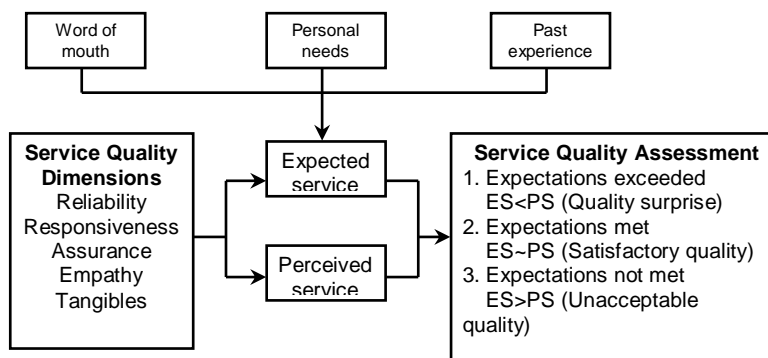 Word of
mouth
Personal
needs
Past
experience
Service Quality
Dimensions
Reliability
Responsiveness
Assurance
Empathy
Tangibles
Expected
service
Perceived
service
Service Quality Assessment
1. Expectations exceeded
ES<PS (Quality surprise)
2. Expectations met
ES~PS (Satisfactory quality)
3. Expectations not met
ES>PS (Unacceptable
quality)